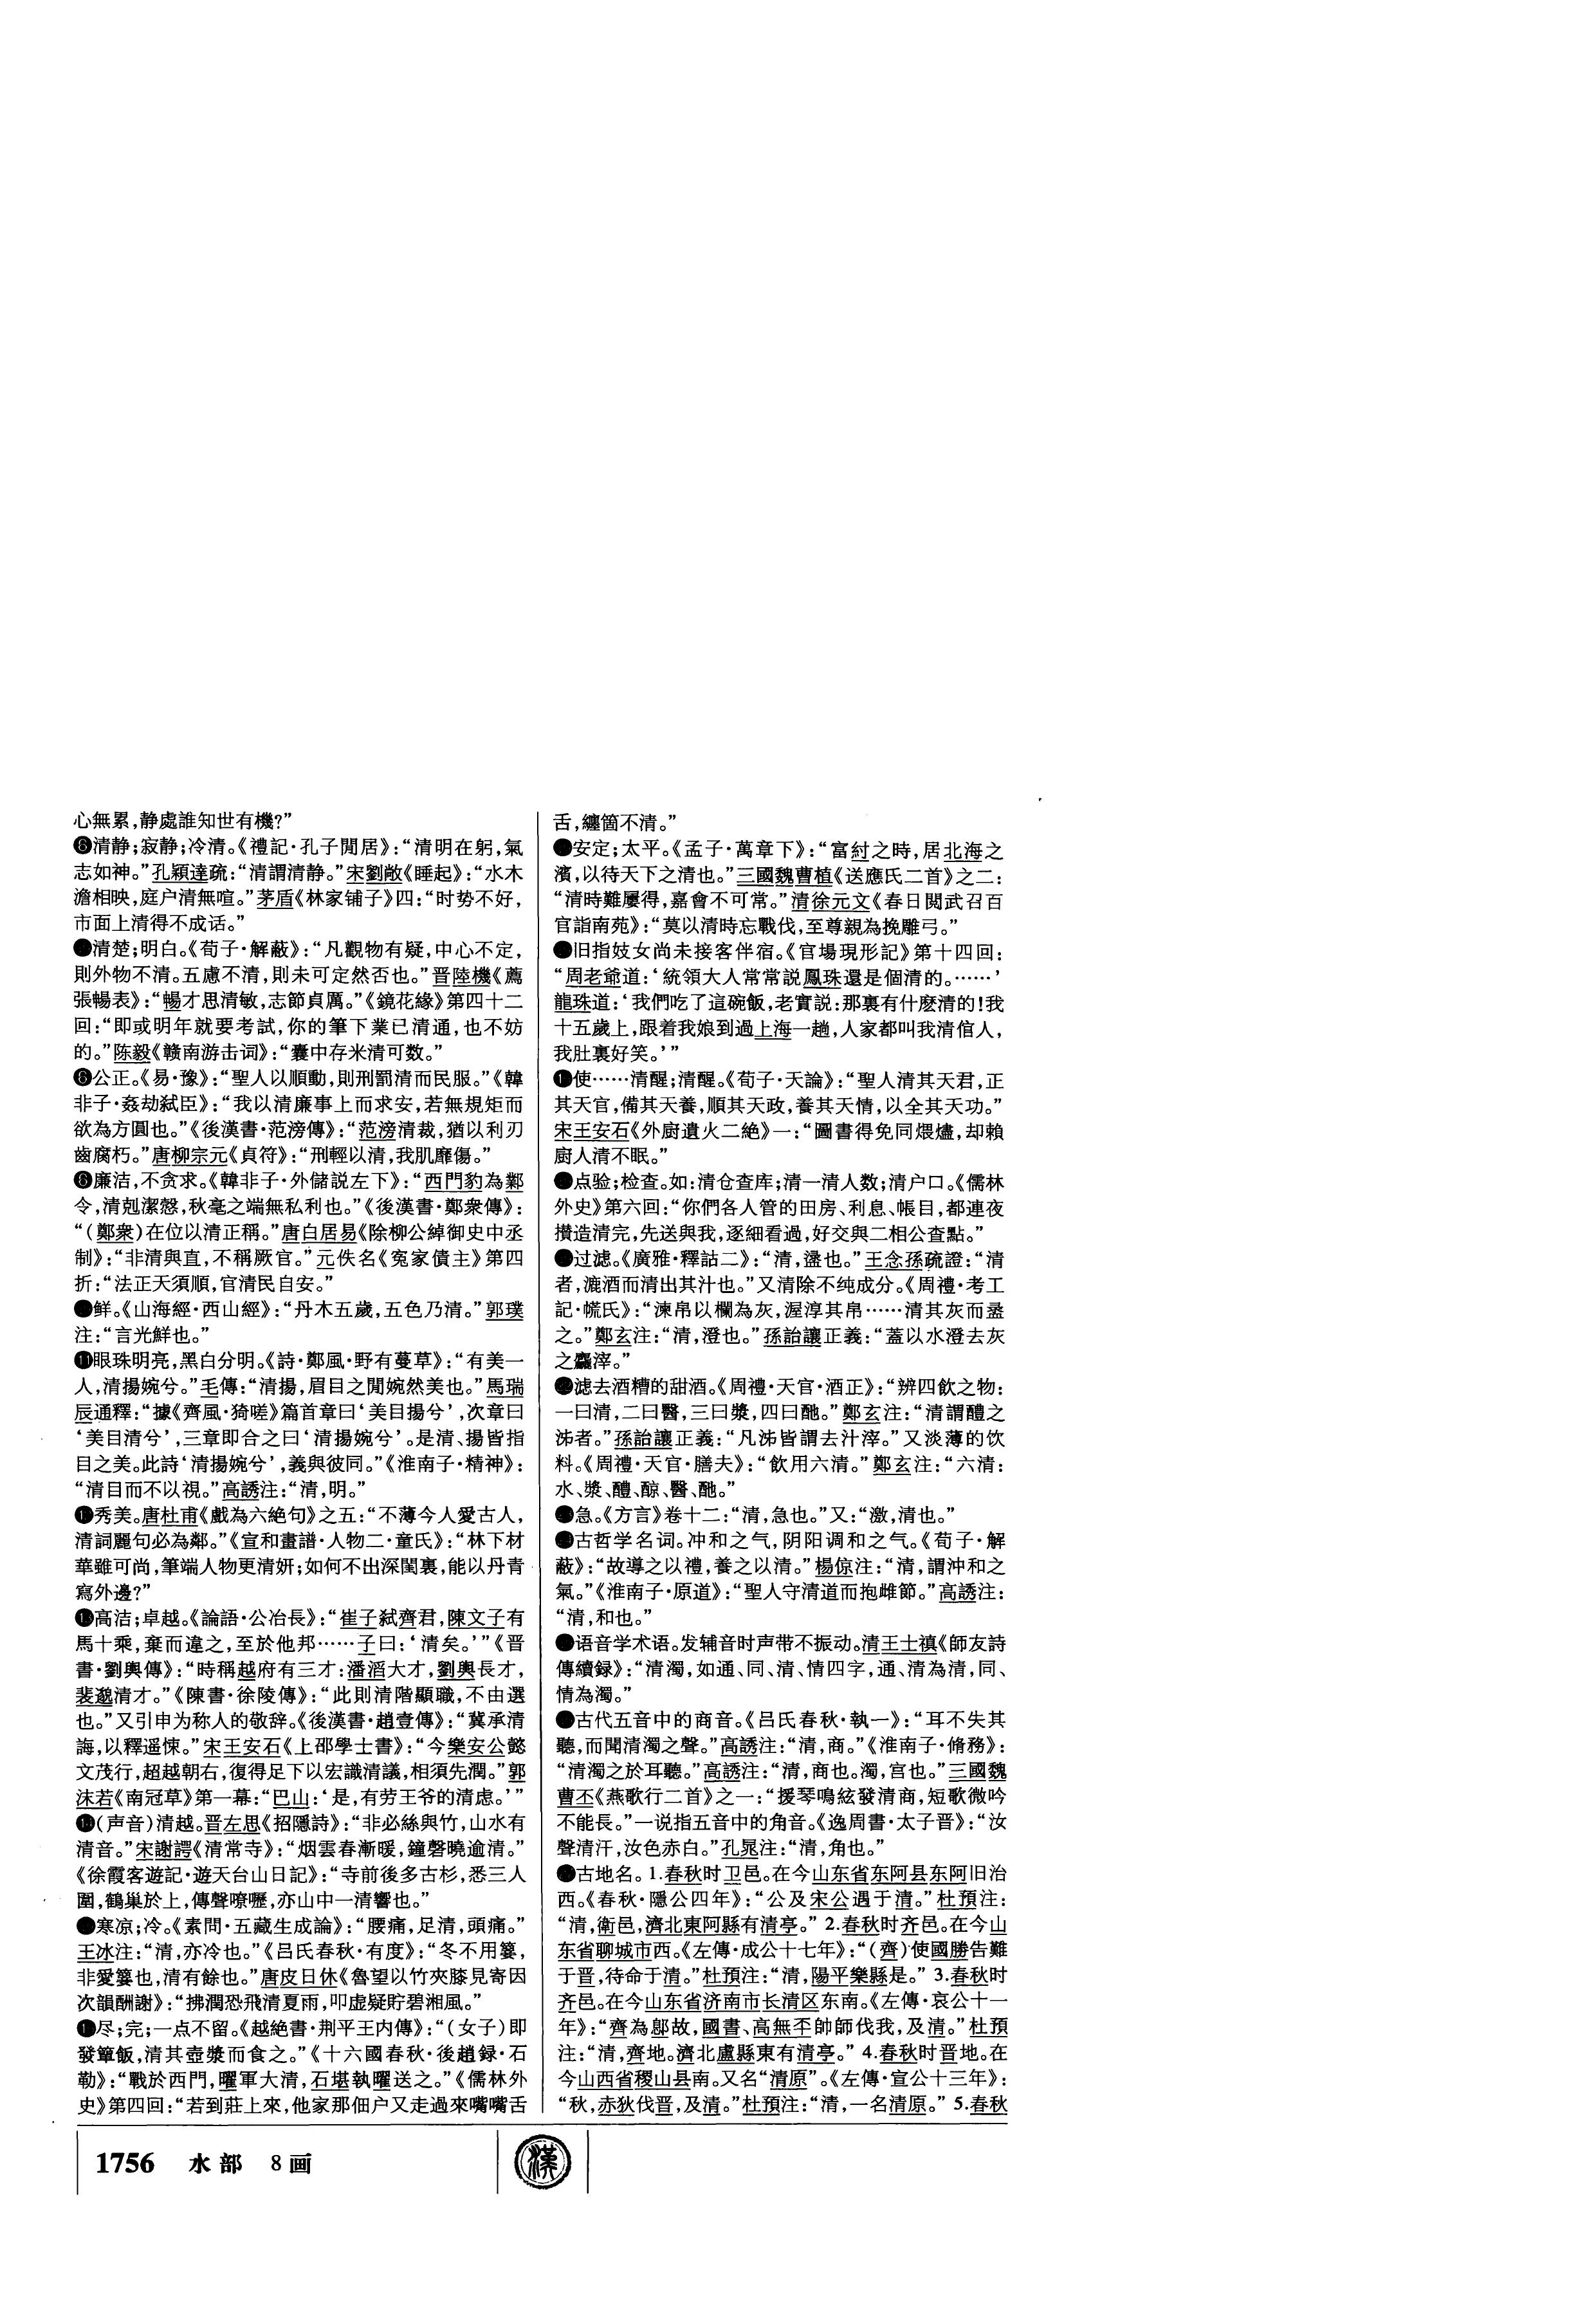 心無累,静處誰知世有機?”
❻清静;寂静;冷清。《禮記·孔子閒居》:“清明在躬,氣
志如神。”孔穎達疏:“清謂清静。”宋劉敞《睡起》:“水木
澹相映,庭户清無喧。”茅盾《林家铺子》四:“时势不好,
市面上清得不成话。”
●清楚;明白。《荀子·解蔽》:“凡觀物有疑,中心不定,
則外物不清。五慮不清,則未可定然否也。”晋陸機《薦
張暢表》:“暢才思清敏,志節貞厲。”《鏡花緣》第四十二
回:“即或明年就要考試,你的筆下業已清通,也不妨
的。”陈毅《赣南游击词》:“囊中存米清可数。”
❽公正。《易·豫》:“聖人以順動,則刑罰清而民服。”《韓
非子·姦劫弑臣》:“我以清廉事上而求安,若無規矩而
欲為方圓也。”《後漢書·范滂傳》:“范滂清裁,猶以利刃
齒腐朽。”唐柳宗元《貞符》:“刑輕以清,我肌靡傷。”
❾廉洁,不贪求。《韓非子·外儲説左下》:“西門豹為鄴
令,清剋潔慤,秋毫之端無私利也。”《後漢書·鄭衆傳》:
“(鄭衆)在位以清正稱。”唐白居易《除柳公綽御史中丞
制》:“非清與直,不稱厥官。”元佚名《冤家債主》第四
折:“法正天須順,官清民自安。”
●鲜。《山海經·西山經》:“丹木五歲,五色乃清。”郭璞
注:“言光鮮也。”
⓫眼珠明亮,黑白分明。《詩·鄭風·野有蔓草》:“有美一
人,清揚婉兮。”毛傳:“清揚,眉目之閒婉然美也。”馬瑞
辰通釋:“據《齊風·猗嗟》篇首章曰‘美目揚兮’,次章曰
‘美目清兮’,三章即合之曰‘清揚婉兮’。是清、揚皆指
目之美。此詩‘清揚婉兮’,義與彼同。”《淮南子·精神》:
“清目而不以視。”高誘注:“清,明。”
●秀美。唐杜甫《戲為六絶句》之五:“不薄今人愛古人,
清詞麗句必為鄰。”《宣和畫譜·人物二·童氏》:“林下材
華雖可尚,筆端人物更清妍;如何不出深閨裏,能以丹青
寫外邊?”
●高洁;卓越。《論語·公冶長》:“崔子弑齊君,陳文子有
馬十乘,棄而違之,至於他邦……子曰:‘清矣。’”《晋
書·劉輿傳》:“時稱越府有三才:潘滔大才,劉輿長才,
裴邈清才。”《陳書·徐陵傳》:“此則清階顯職,不由選
也。”又引申为称人的敬辞。《後漢書·趙壹傳》:“冀承清
誨,以釋遥悚。”宋王安石《上邵學士書》:“今樂安公懿
文茂行,超越朝右,復得足下以宏識清議,相須先潤。”郭
沫若《南冠草》第一幕:“巴山:‘是,有劳王爷的清虑。’”
●(声音)清越。晋左思《招隱詩》:“非必絲與竹,山水有
清音。”宋謝諤《清常寺》:“烟雲春漸暖,鐘磬曉逾清。”
《徐霞客遊記·遊天台山日記》:“寺前後多古杉,悉三人
圍,鶴巢於上,傳聲嘹嚦,亦山中一清響也。”
●寒凉;冷。《素問·五藏生成論》:“腰痛,足清,頭痛。”
王冰注:“清,亦冷也。”《吕氏春秋·有度》:“冬不用䈉,
非愛䈉也,清有餘也。”唐皮日休《魯望以竹夾膝見寄因
次韻酬謝》:“拂潤恐飛清夏雨,叩虚疑貯碧湘風。”
●尽;完;一点不留。《越絶書·荆平王内傳》:“(女子)即
發簞飯,清其壺漿而食之。”《十六國春秋·後趙録·石
勒》:“戰於西門,曜軍大清,石堪執曜送之。”《儒林外
史》第四回:“若到莊上來,他家那佃户又走過來嘴嘴舌
舌,纏箇不清。”
●安定;太平。《孟子·萬章下》:“當紂之時,居北海之
濱,以待天下之清也。”三國魏曹植《送應氏二首》之二:
“清時難屢得,嘉會不可常。”清徐元文《春日閲武召百
官詣南苑》:“莫以清時忘戰伐,至尊親為挽雕弓。”
●旧指妓女尚未接客伴宿。《官場現形記》第十四回:
“周老爺道:‘統領大人常常説鳳珠還是個清的。……’
龍珠道:‘我們吃了這碗飯,老實説:那裏有什麽清的!我
十五歲上,跟着我娘到過上海一趟,人家都叫我清倌人,
我肚裏好笑。’”
●使……清醒;清醒。《荀子·天論》:“聖人清其天君,正
其天官,備其天養,順其天政,養其天情,以全其天功。”
宋王安石《外厨遺火二絶》一:“圖書得免同煨燼,却賴
厨人清不眠。”
●点验;检查。如:清仓查库;清一清人数;清户口。《儒林
外史》第六回:“你們各人管的田房、利息、帳目,都連夜
攢造清完,先送與我,逐細看過,好交與二相公查點。”
●过滤。《廣雅·釋詁二》:“清,盪也。”王念孫疏證:“清
者,漉酒而清出其汁也。”又清除不纯成分。《周禮·考工
記·㡛氏》:“湅帛以欄為灰,渥淳其帛……清其灰而盝
之。”鄭玄注:“清,澄也。”孫詒讓正義:“蓋以水澄去灰
之麤滓。”
●滤去酒糟的甜酒。《周禮·天官·酒正》:“辨四飲之物:
一曰清,二曰醫,三曰漿,四曰酏。”鄭玄注:“清謂醴之
泲者。”孫詒讓正義:“凡泲皆謂去汁滓。”又淡薄的饮
料。《周禮·天官·膳夫》:“飲用六清。”鄭玄注:“六清:
水、漿、醴、䣼、醫、酏。”
●急。《方言》卷十二:“清,急也。”又:“激,清也。”
●古哲学名词。冲和之气,阴阳调和之气。《荀子·解
蔽》:“故導之以禮,養之以清。”楊倞注:“清,謂沖和之
氣。”《淮南子·原道》:“聖人守清道而抱雌節。”高誘注:
“清,和也。”
●语音学术语。发辅音时声带不振动。清王士禛《師友詩
傳續録》:“清濁,如通、同、清、情四字,通、清為清,同、
情為濁。”
●古代五音中的商音。《吕氏春秋·執一》:“耳不失其
聽,而聞清濁之聲。”高誘注:“清,商。”《淮南子·脩務》:
“清濁之於耳聽。”高誘注:“清,商也。濁,宫也。”三國魏
曹丕《燕歌行二首》之一:“援琴鳴絃發清商,短歌微吟
不能長。”一说指五音中的角音。《逸周書·太子晋》:“汝
聲清汗,汝色赤白。”孔晁注:“清,角也。”
●古地名。1.春秋时卫邑。在今山东省东阿县东阿旧治
西。《春秋·隱公四年》:“公及宋公遇于清。”杜預注:
“清,衛邑,濟北東阿縣有清亭。” 2.春秋时齐邑。在今山
东省聊城市西。《左傳·成公十七年》:“(齊)使國勝告難
于晋,待命于清。”杜預注:“清,陽平樂縣是。” 3.春秋时
齐邑。在今山东省济南市长清区东南。《左傳·哀公十一
年》:“齊為鄎故,國書、高無㔻帥師伐我,及清。”杜預
注:“清,齊地。濟北盧縣東有清亭。” 4.春秋时晋地。在
今山西省稷山县南。又名“清原”。《左傳·宣公十三年》:
“秋,赤狄伐晋,及清。”杜預注:“清,一名清原。” 5.春秋
1756 水部 8画
漢